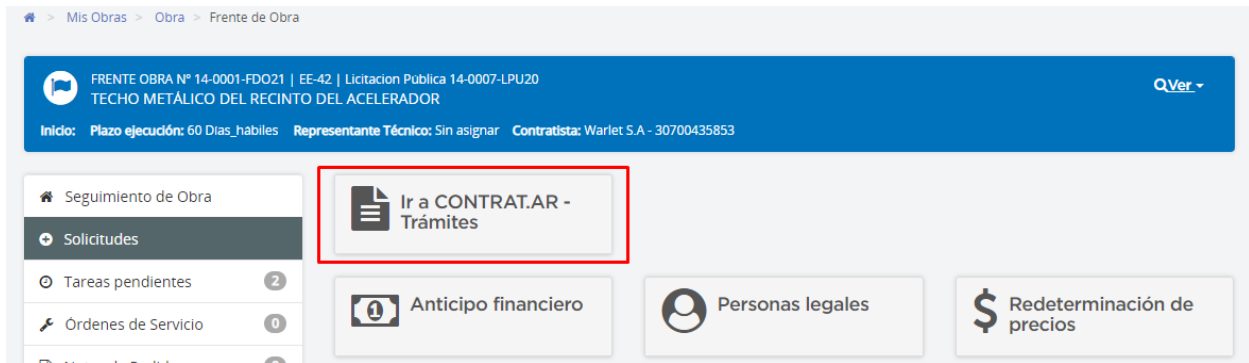 > Mis Obras > Obra > Frente de Obra
FRENTE OBRA Nº 14-0001-FDO21 | EE-42 | Licitacion Publica 14-0007-LPU20
TECHO METÁLICO DEL RECINTO DEL ACELERADOR
Ver
Inicio: Plazo ejecución: 60 Dias_habiles Representante Técnico: Sin asignar Contratista: Warlet S.A - 30700435853
Seguimiento de Obra
Solicitudes
Tareas pendientes 2
Órdenes de Servicio 0
Ir a CONTRAT.AR -
Trámites
1 Anticipo financiero
Personas legales
$ Redeterminación de
precios